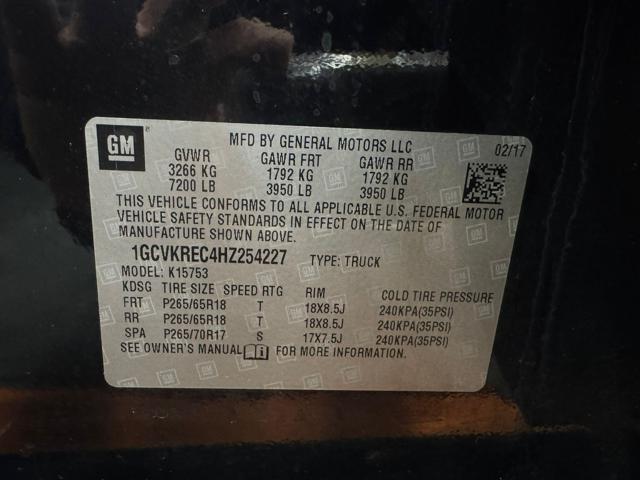 GM
MFD BY GENERAL MOTORS LLC 02/17
GVWR GAWR FRT GAWR RR
3266 KG 1792 KG 1792 KG
7200 LB 3950 LB 3950 LB
THIS VEHICLE CONFORMS TO ALL APPLICABLE U.S. FEDERAL MOTOR
VEHICLE SAFETY STANDARDS IN EFFECT ON THE DATE OF
MANUFACTURE SHOWN ABOVE.
1GCVKREC4HZ254227 TYPE: TRUCK
MODEL: K15753
KDSG TIRE SIZE SPEED RTG RIM COLD TIRE PRESSURE
FRT P265/65R18 T 18X8.5J 240KPA(35PSI)
RR P265/65R18 T 18X8.5J 240KPA(35PSI)
SPA P265/70R17 S 17X7.5J 240KPA(35PSI)
SEE OWNER'S MANUAL FOR MORE INFORMATION.